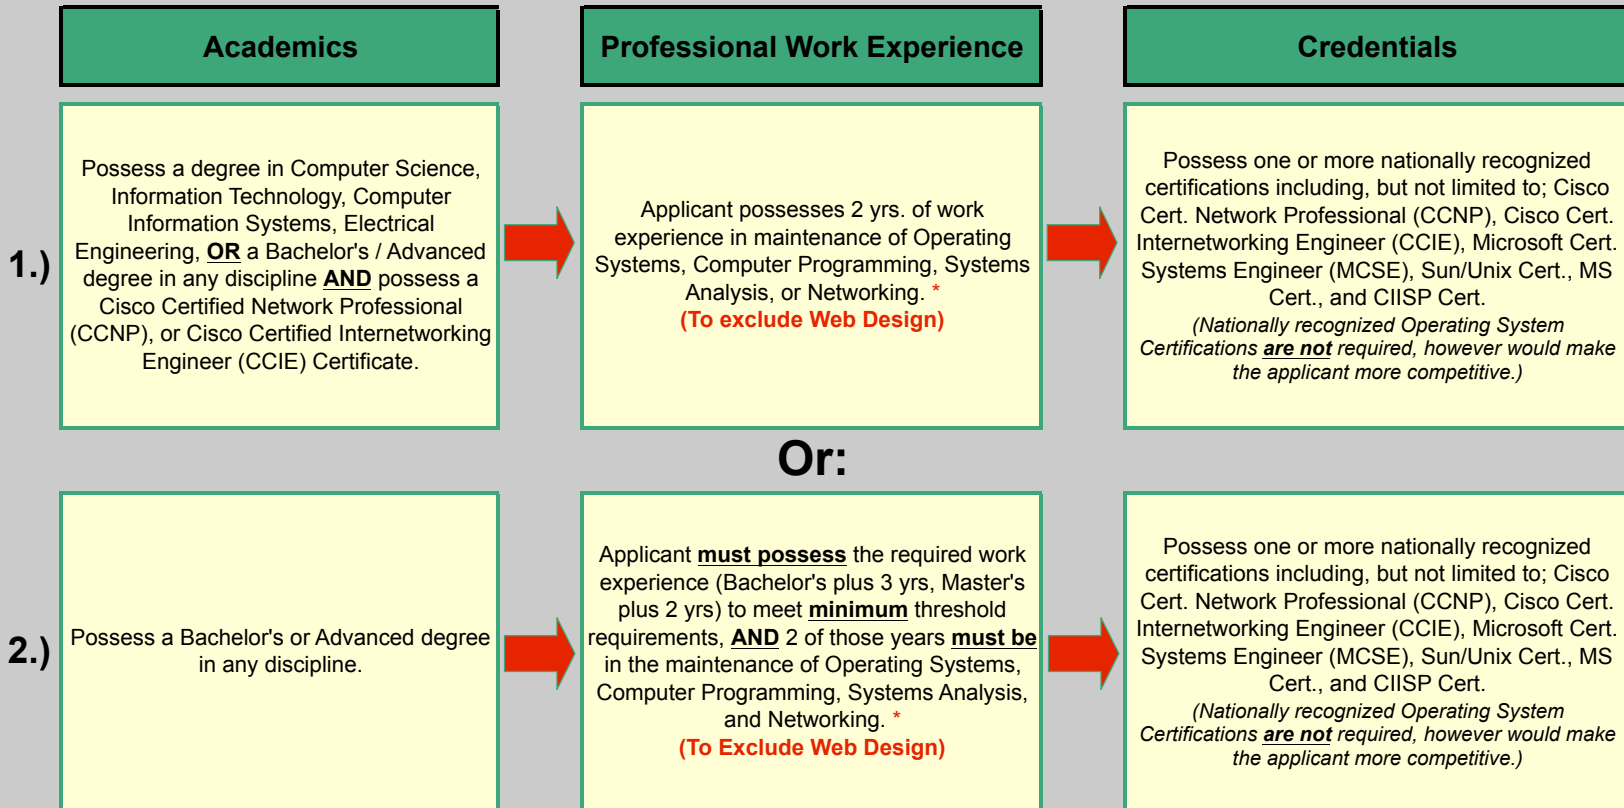 Academics
Professional Work Experience
Credentials
1.)
Possess a degree in Computer Science,
Information Technology, Computer
Information Systems, Electrical
Engineering, OR a Bachelor's / Advanced
degree in any discipline AND possess a
Cisco Certified Network Professional
(CCNP), or Cisco Certified Internetworking
Engineer (CCIE) Certificate.
Applicant possesses 2 yrs. of work
experience in maintenance of Operating
Systems, Computer Programming, Systems
Analysis, or Networking. *
(To exclude Web Design)
Possess one or more nationally recognized
certifications including, but not limited to; Cisco
Cert. Network Professional (CCNP), Cisco Cert.
Internetworking Engineer (CCIE), Microsoft Cert.
Systems Engineer (MCSE), Sun/Unix Cert., MS
Cert., and CIISP Cert.
(Nationally recognized Operating System
Certifications are not required, however would make
the applicant more competitive.)
Or:
2.)
Possess a Bachelor's or Advanced degree
in any discipline.
Applicant must possess the required work
experience (Bachelor's plus 3 yrs, Master's
plus 2 yrs) to meet minimum threshold
requirements, AND 2 of those years must be
in the maintenance of Operating Systems,
Computer Programming, Systems Analysis,
and Networking. *
(To Exclude Web Design)
Possess one or more nationally recognized
certifications including, but not limited to; Cisco
Cert. Network Professional (CCNP), Cisco Cert.
Internetworking Engineer (CCIE), Microsoft Cert.
Systems Engineer (MCSE), Sun/Unix Cert., MS
Cert., and CIISP Cert.
(Nationally recognized Operating System
Certifications are not required, however would make
the applicant more competitive.)